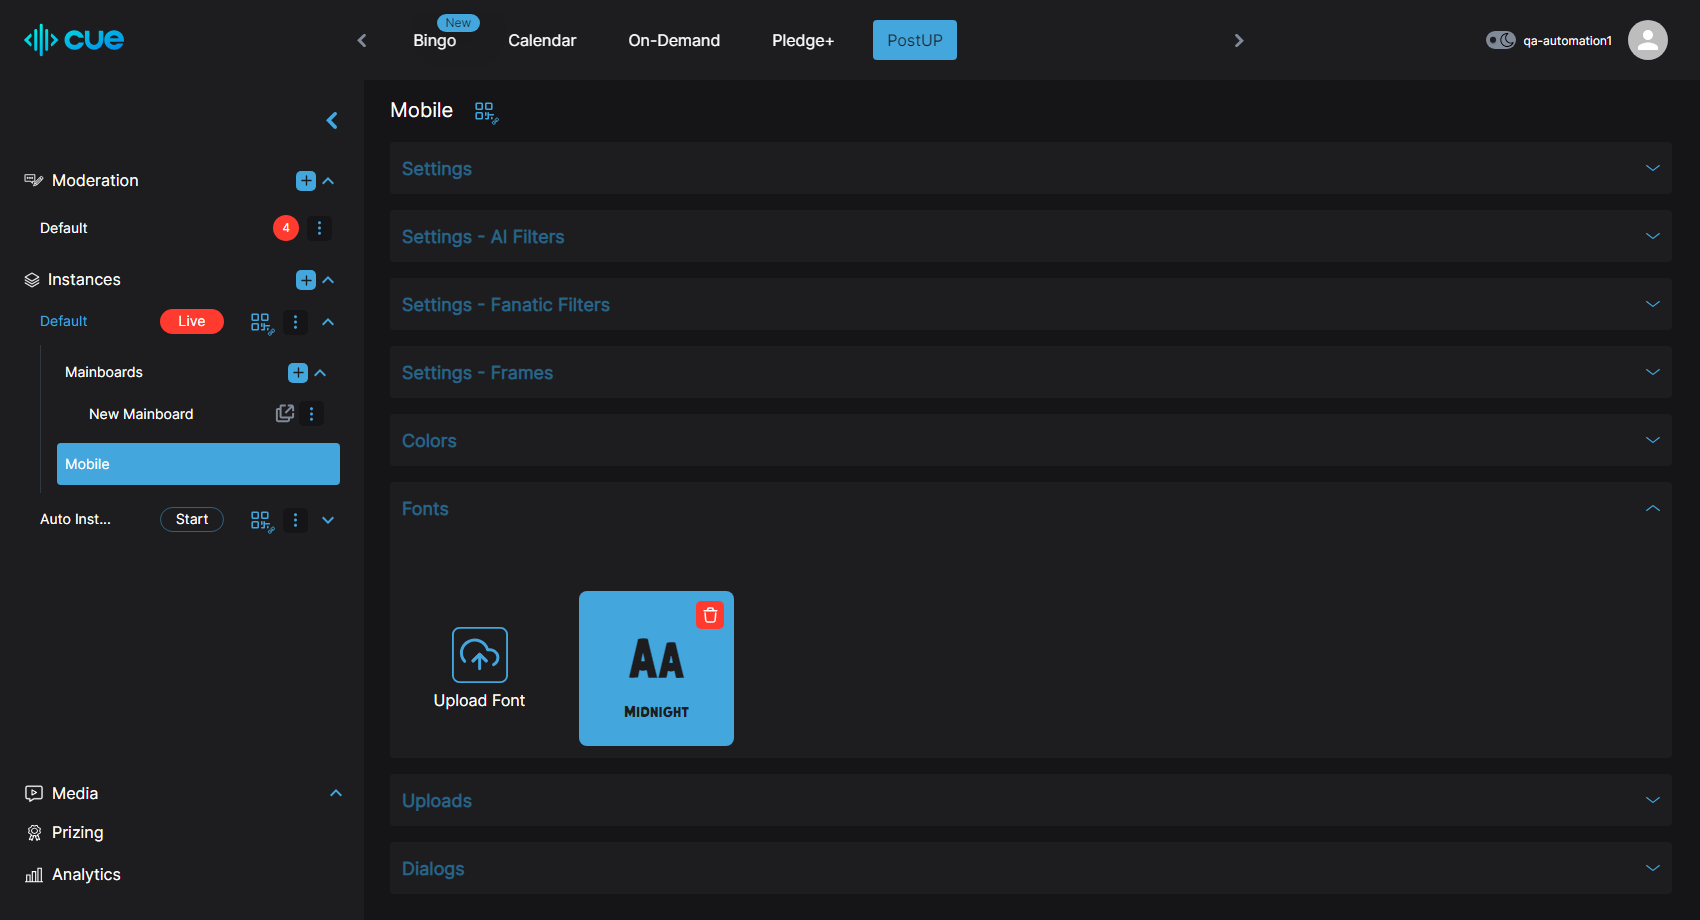 cue
New
Bingo
Calendar
On-Demand
Pledge+
PostUP
qa-automation1
Moderation
Default
4
Instances
Default
Live
Mainboards
New Mainboard
Mobile
Auto Inst...
Start
Media
Prizing
Analytics
Mobile
Settings
Settings - AI Filters
Settings - Fanatic Filters
Settings - Frames
Colors
Fonts
Upload Font
AA
MIDNIGHT
Uploads
Dialogs